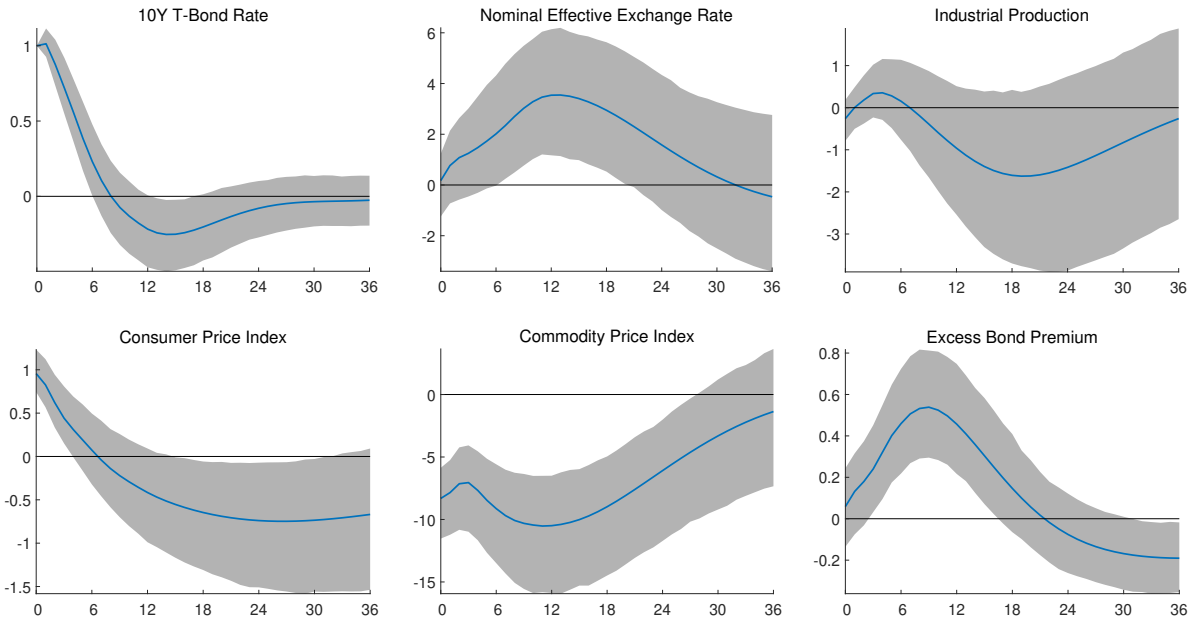 10Y T-Bond Rate
1
0.5
0
0 6 12 18 24 30 36
Nominal Effective Exchange Rate
6
4
2
0
-2
0 6 12 18 24 30 36
Industrial Production
1
0
-1
-2
-3
0 6 12 18 24 30 36
Consumer Price Index
1
0.5
0
-0.5
-1
-1.5
0 6 12 18 24 30 36
Commodity Price Index
0
-5
-10
-15
0 6 12 18 24 30 36
Excess Bond Premium
0.8
0.6
0.4
0.2
0
-0.2
0 6 12 18 24 30 36